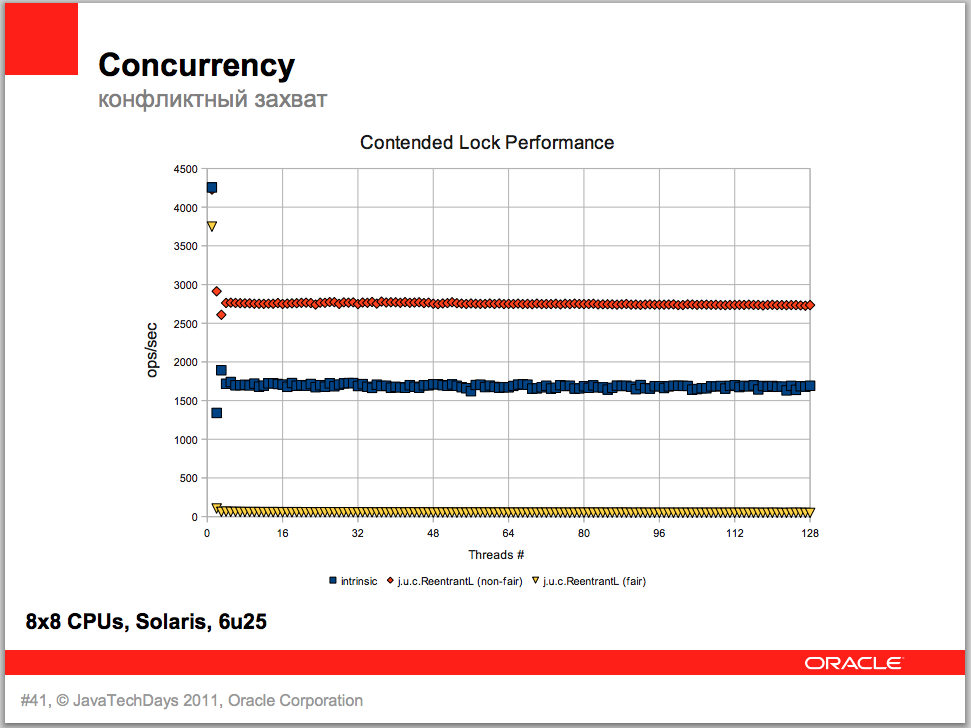 Concurrency
конфликтный захват
Contended Lock Performance
4500
4000
3500
3000
2500
2000
1500
1000
500
0
ops/sec
0 16 32 48 64 80 96 112 128
Threads #
intrinsic j.u.c.ReentrantL (non-fair) j.u.c.ReentrantL (fair)
8x8 CPUs, Solaris, 6u25
ORACLE
#41, © JavaTechDays 2011, Oracle Corporation